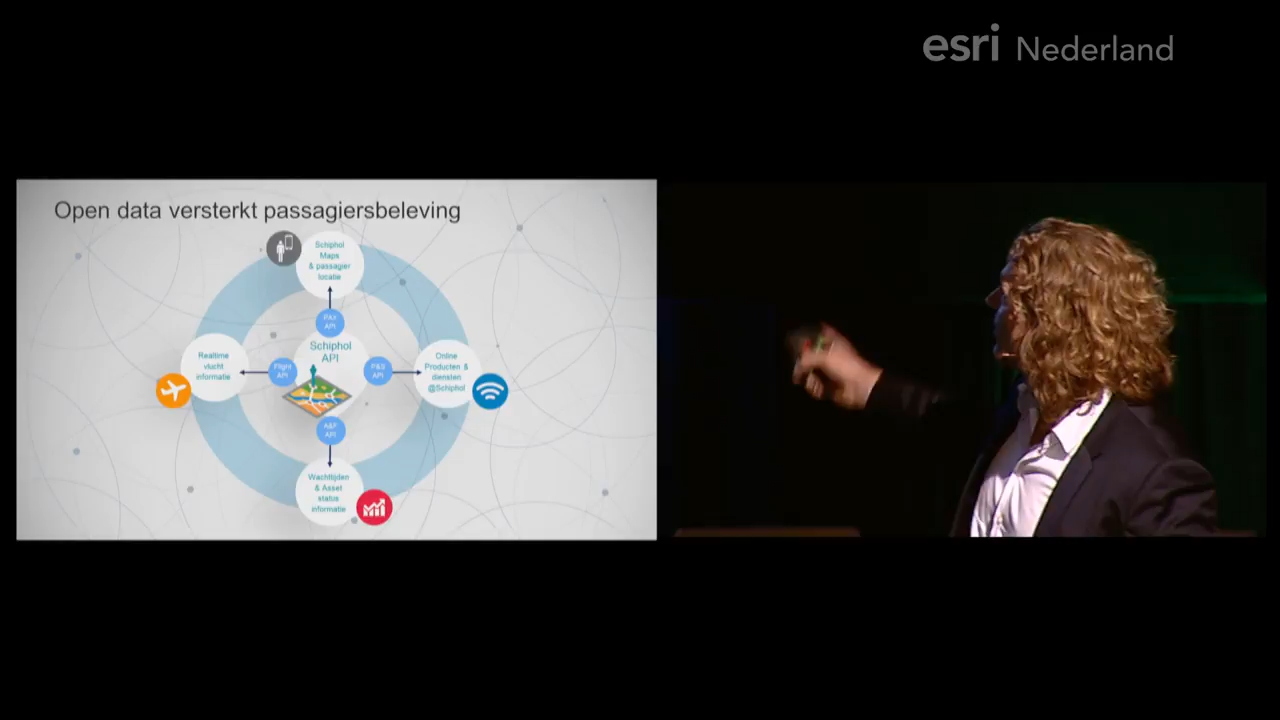 esri Nederland
Open data versterkt passagiersbeleving
Schiphol
Maps
& passagier
locatie
PAX
API
Schiphol
API
Realtime
vlucht
informatie
Flight
API
P&S
API
Online
Producten &
diensten
@Schiphol
A&F
API
Wachttijden
& Asset
status
informatie